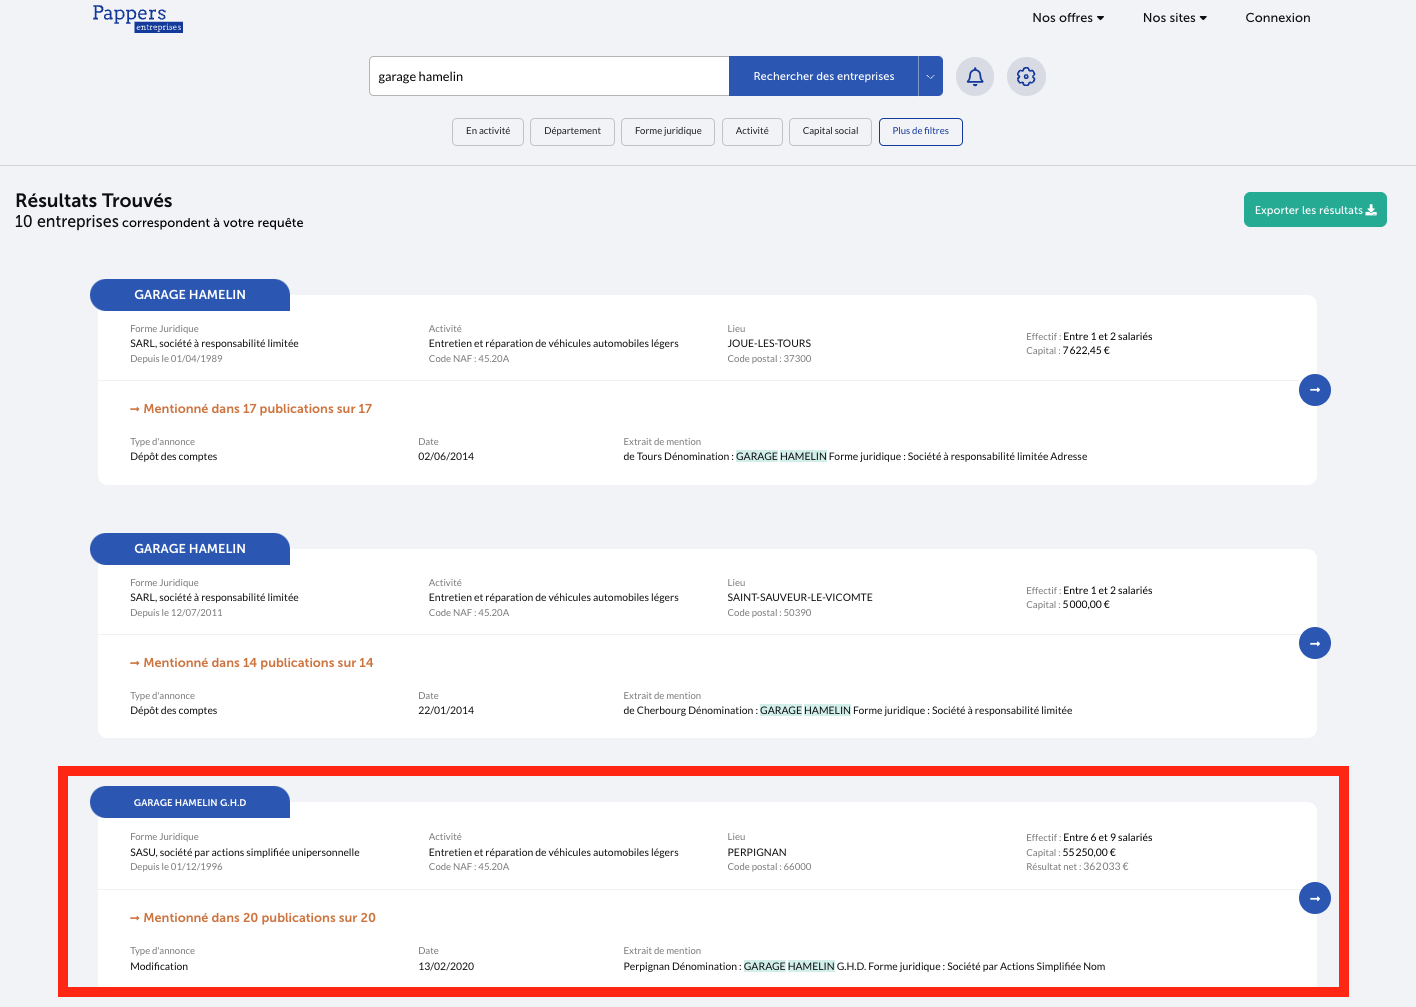 Pappers
entreprises
Nos offres
Nos sites
Connexion
garage hamelin
Rechercher des entreprises
En activité
Département
Forme juridique
Activité
Capital social
Plus de filtres
Résultats Trouvés
10 entreprises correspondent à votre requête
Exporter les résultats
GARAGE HAMELIN
Forme Juridique
SARL, société à responsabilité limitée
Depuis le 01/04/1989
Activité
Entretien et réparation de véhicules automobiles légers
Code NAF : 45.20A
Lieu
JOUE-LES-TOURS
Code postal : 37300
Effectif : Entre 1 et 2 salariés
Capital : 7 622,45 €
→ Mentionné dans 17 publications sur 17
Type d'annonce
Dépôt des comptes
Date
02/06/2014
Extrait de mention
de Tours Dénomination : GARAGE HAMELIN Forme juridique : Société à responsabilité limitée Adresse
GARAGE HAMELIN
Forme Juridique
SARL, société à responsabilité limitée
Depuis le 12/07/2011
Activité
Entretien et réparation de véhicules automobiles légers
Code NAF : 45.20A
Lieu
SAINT-SAUVEUR-LE-VICOMTE
Code postal : 50390
Effectif : Entre 1 et 2 salariés
Capital : 5 000,00 €
→ Mentionné dans 14 publications sur 14
Type d'annonce
Dépôt des comptes
Date
22/01/2014
Extrait de mention
de Cherbourg Dénomination : GARAGE HAMELIN Forme juridique : Société à responsabilité limitée
GARAGE HAMELIN G.H.D
Forme Juridique
SASU, société par actions simplifiée unipersonnelle
Depuis le 01/12/1996
Activité
Entretien et réparation de véhicules automobiles légers
Code NAF : 45.20A
Lieu
PERPIGNAN
Code postal : 66000
Effectif : Entre 6 et 9 salariés
Capital : 55 250,00 €
Résultat net : 362 033 €
→ Mentionné dans 20 publications sur 20
Type d'annonce
Modification
Date
13/02/2020
Extrait de mention
Perpignan Dénomination : GARAGE HAMELIN G.H.D. Forme juridique : Société par Actions Simplifiée Nom